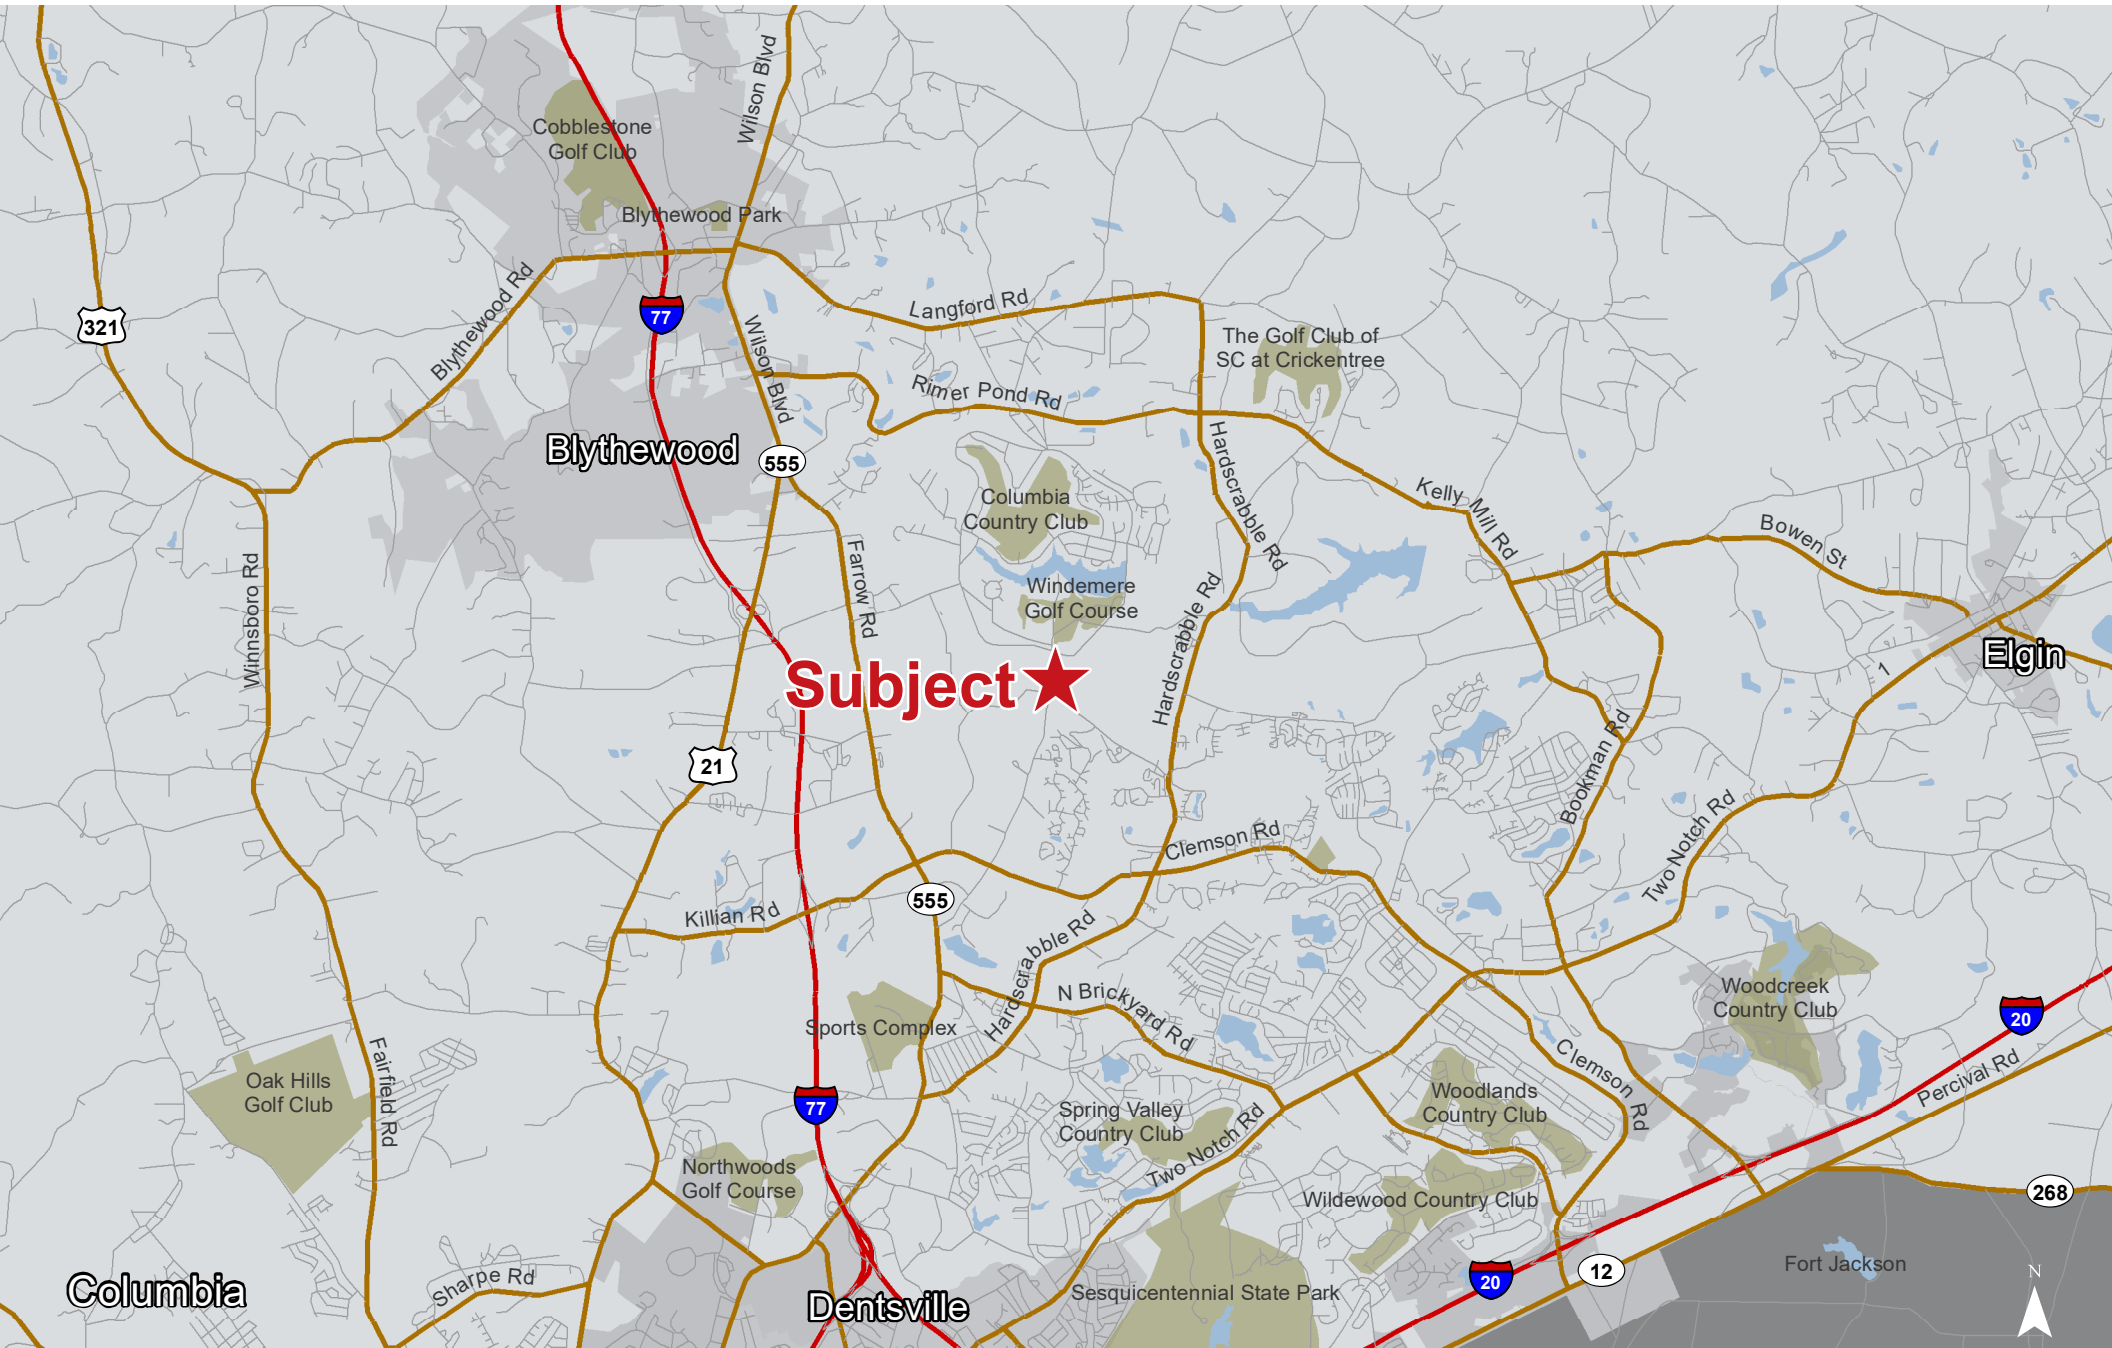 Wilson Blvd
Cobblestone
Golf Club
Blythewood Park
Blythewood Rd
321
77
Langford Rd
The Golf Club of
SC at Crickentree
Wilson Blvd
Rimer Pond Rd
Blythewood
555
Hardscrabble Rd
Columbia
Country Club
Kelly Mill Rd
Bowen St
Winnsboro Rd
Farrow Rd
Windemere
Golf Course
Hardscrabble Rd
Elgin
Subject
1
21
Bookman Rd
Clemson Rd
Two Notch Rd
Killian Rd
555
Hardscrabble Rd
N Brickyard Rd
Woodcreek
Country Club
20
Sports Complex
Fairfield Rd
Oak Hills
Golf Club
77
Clemson Rd
Percival Rd
Woodlands
Country Club
Spring Valley
Country Club
Two Notch Rd
Northwoods
Golf Course
Wildewood Country Club
268
Fort Jackson
12
20
N
Sharpe Rd
Columbia
Dentsville
Sesquicentennial State Park